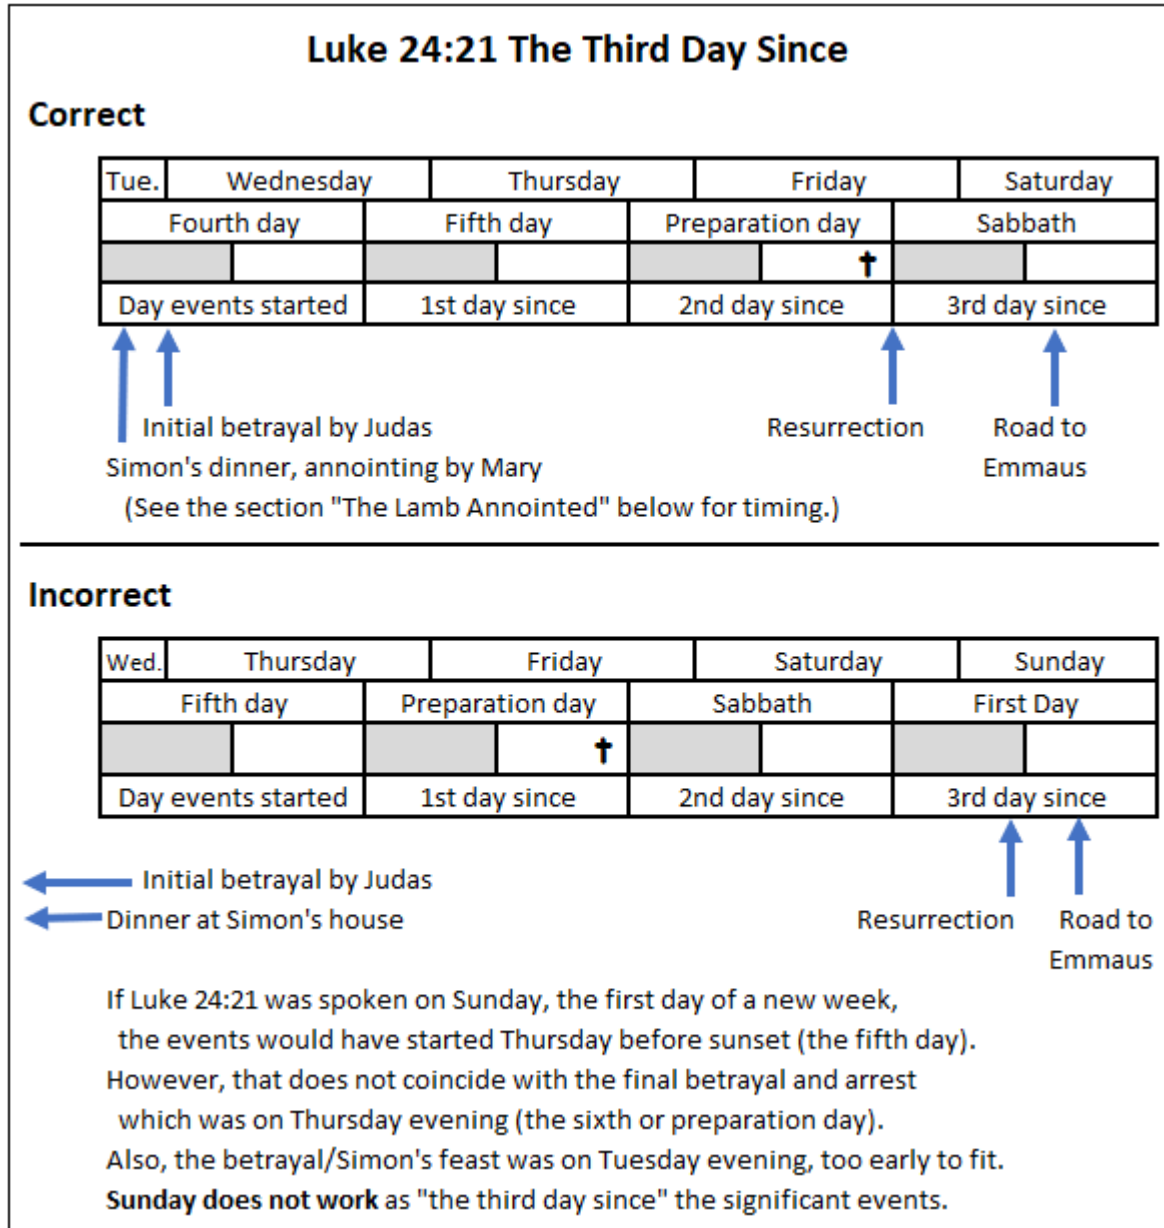 Luke 24:21 The Third Day Since
Correct
Tue. Wednesday Thursday Friday Saturday
Fourth day Fifth day Preparation day Sabbath
Day events started 1st day since 2nd day since 3rd day since
Initial betrayal by Judas Resurrection Road to
Simon's dinner, annointing by Mary Emmaus
(See the section "The Lamb Annointed" below for timing.)
Incorrect
Wed. Thursday Friday Saturday Sunday
Fifth day Preparation day Sabbath First Day
Day events started 1st day since 2nd day since 3rd day since
Initial betrayal by Judas
Dinner at Simon's house Resurrection Road to
Emmaus
If Luke 24:21 was spoken on Sunday, the first day of a new week,
the events would have started Thursday before sunset (the fifth day).
However, that does not coincide with the final betrayal and arrest
which was on Thursday evening (the sixth or preparation day).
Also, the betrayal/Simon's feast was on Tuesday evening, too early to fit.
Sunday does not work as "the third day since" the significant events.